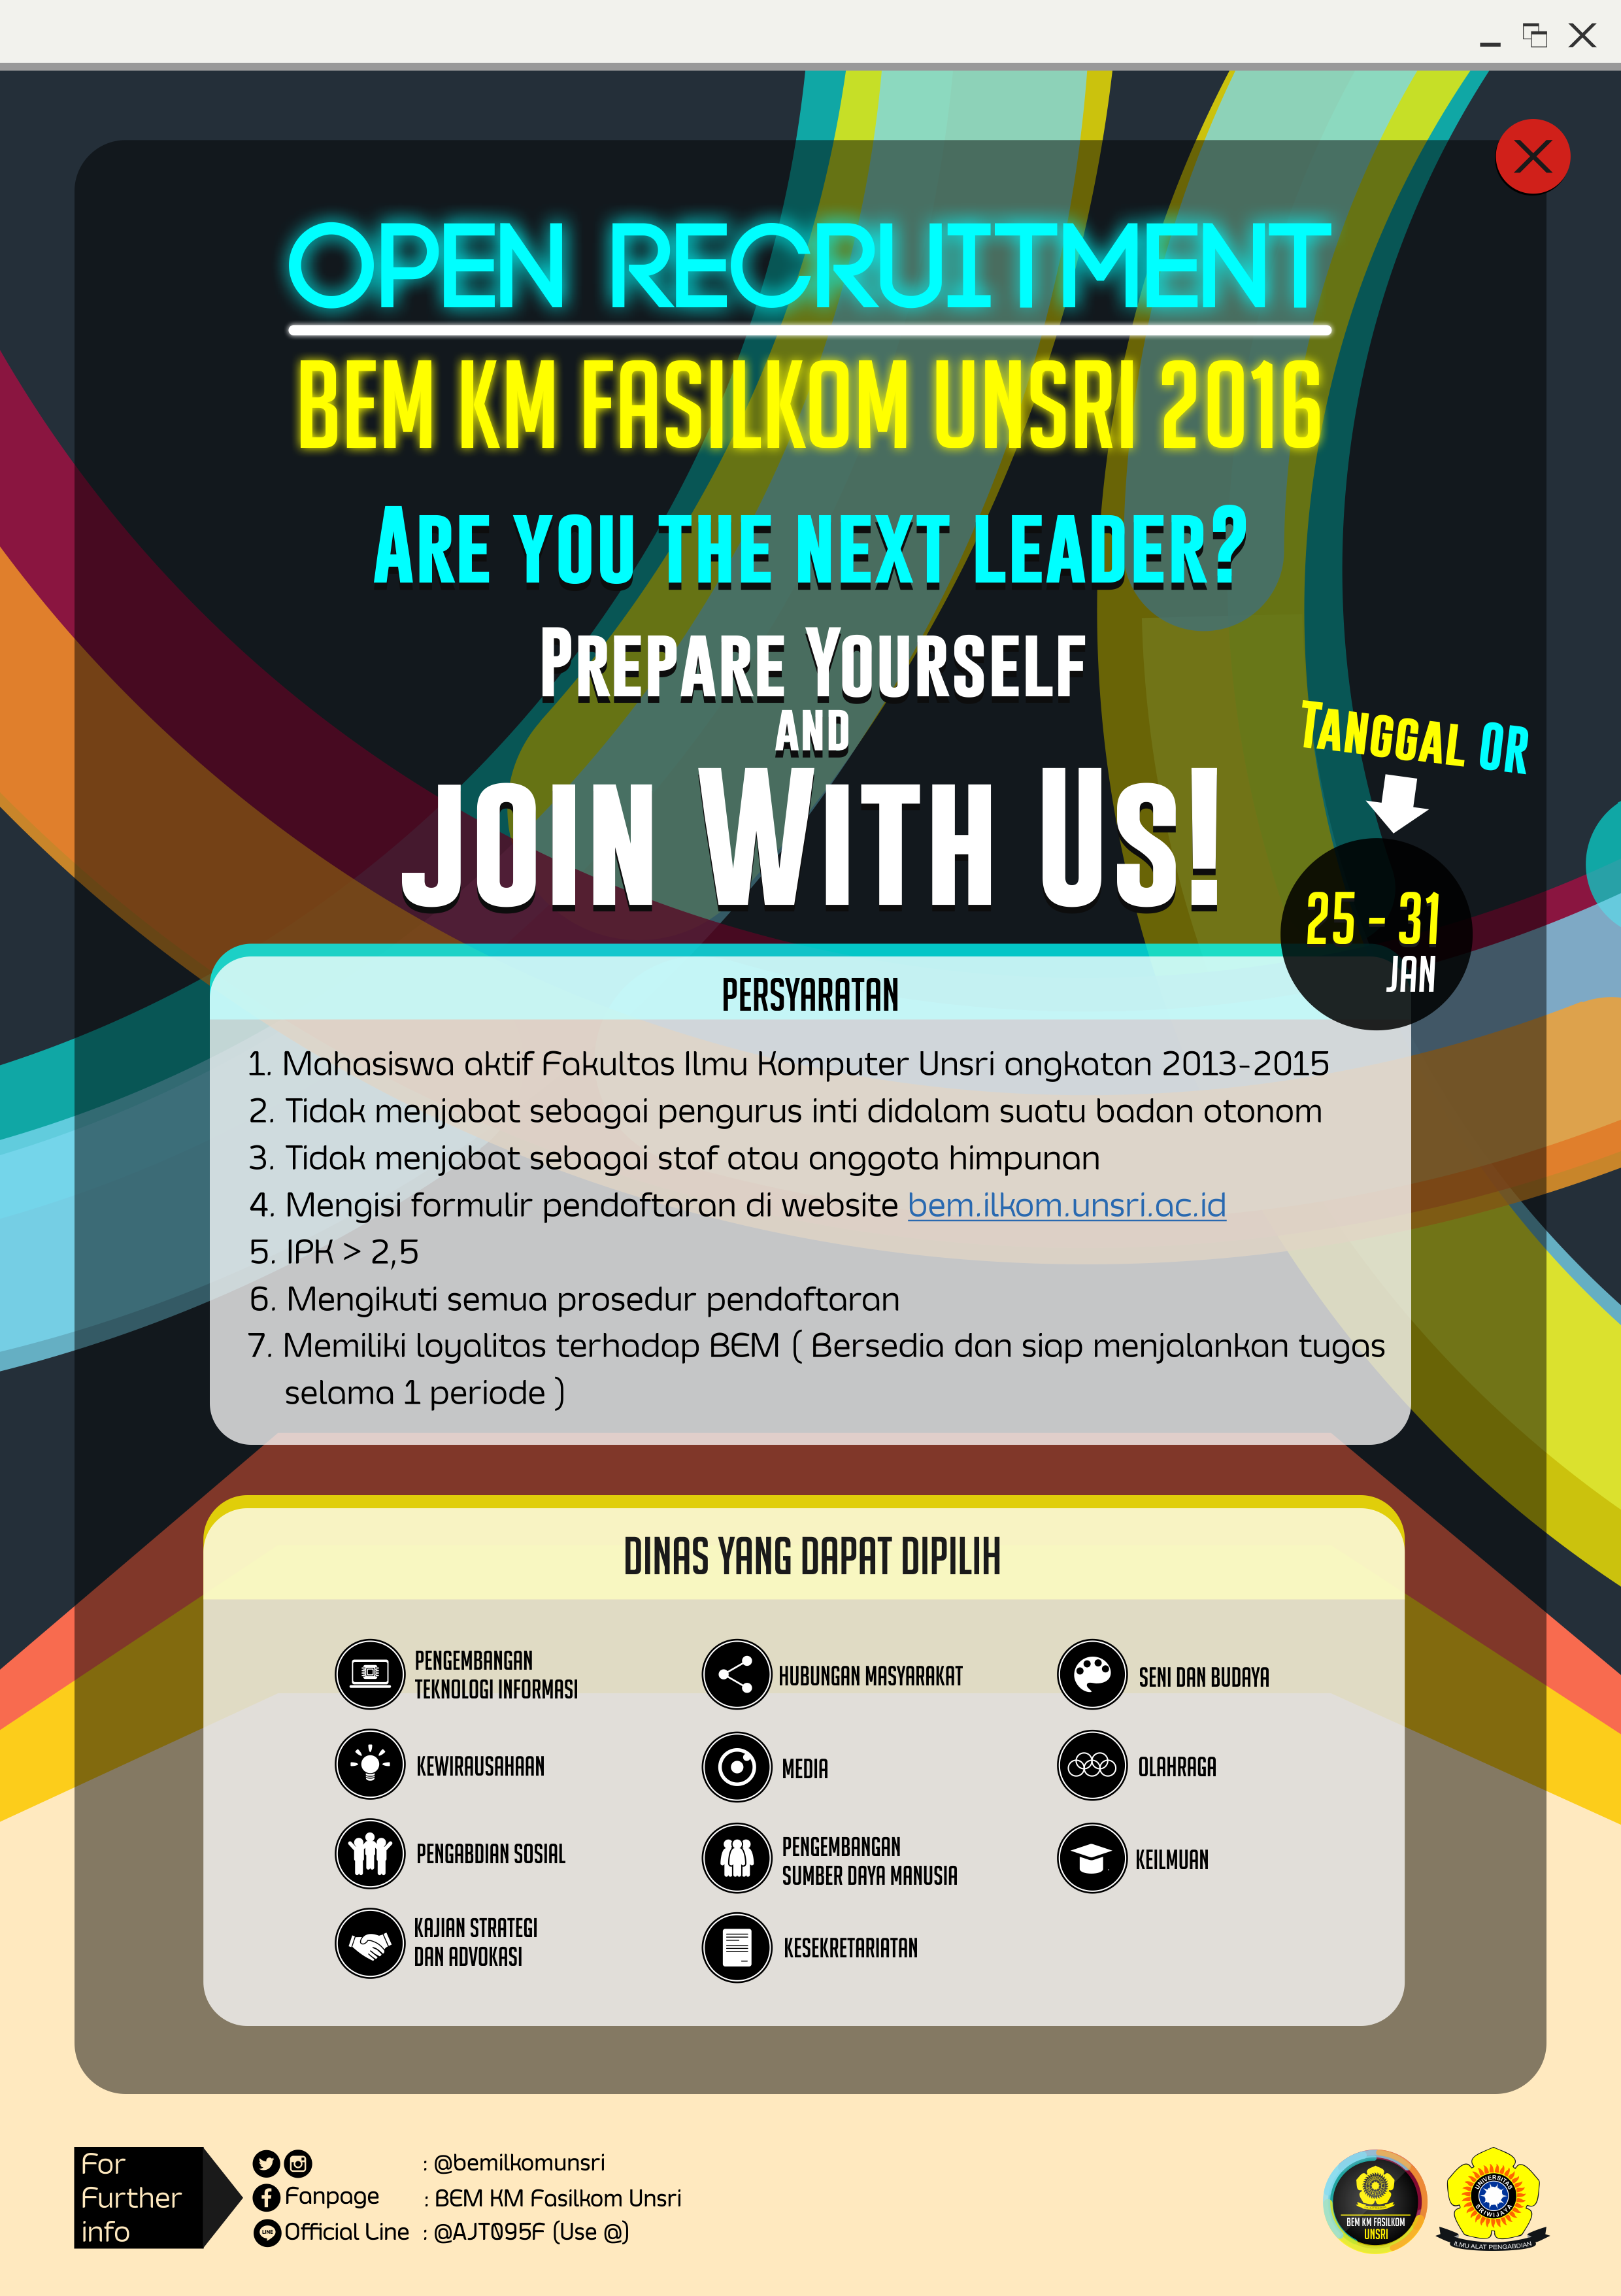 OPEN RECRUITMENT
BEM KM FASILKOM UNSRI 2016
ARE YOU THE NEXT LEADER?
PREPARE YOURSELF
AND
JOIN WITH US!
TANGGAL OR
25 - 31
JAN
PERSYARATAN
1. Mahasiswa aktif Fakultas Ilmu Komputer Unsri angkatan 2013-2015
2. Tidak menjabat sebagai pengurus inti didalam suatu badan otonom
3. Tidak menjabat sebagai staf atau anggota himpunan
4. Mengisi formulir pendaftaran di website bem.ilkom.unsri.ac.id
5. IPK > 2,5
6. Mengikuti semua prosedur pendaftaran
7. Memiliki loyalitas terhadap BEM ( Bersedia dan siap menjalankan tugas
selama 1 periode )
DINAS YANG DAPAT DIPILIH
PENGEMBANGAN
TEKNOLOGI INFORMASI
KEWIRAUSAHAAN
PENGABDIAN SOSIAL
KAJIAN STRATEGI
DAN ADVOKASI
HUBUNGAN MASYARAKAT
MEDIA
PENGEMBANGAN
SUMBER DAYA MANUSIA
KESEKRETARIATAN
SENI DAN BUDAYA
OLAHRAGA
KEILMUAN
For
Further
info
: @bemilkomunsri
Fanpage : BEM KM Fasilkom Unsri
LINE Official Line : @AJT095F (Use @)
BEM KM FASILKOM
UNSRI
UNIVERSITAS
SRIWIJAYA
ILMU ALAT PENGABDIAN